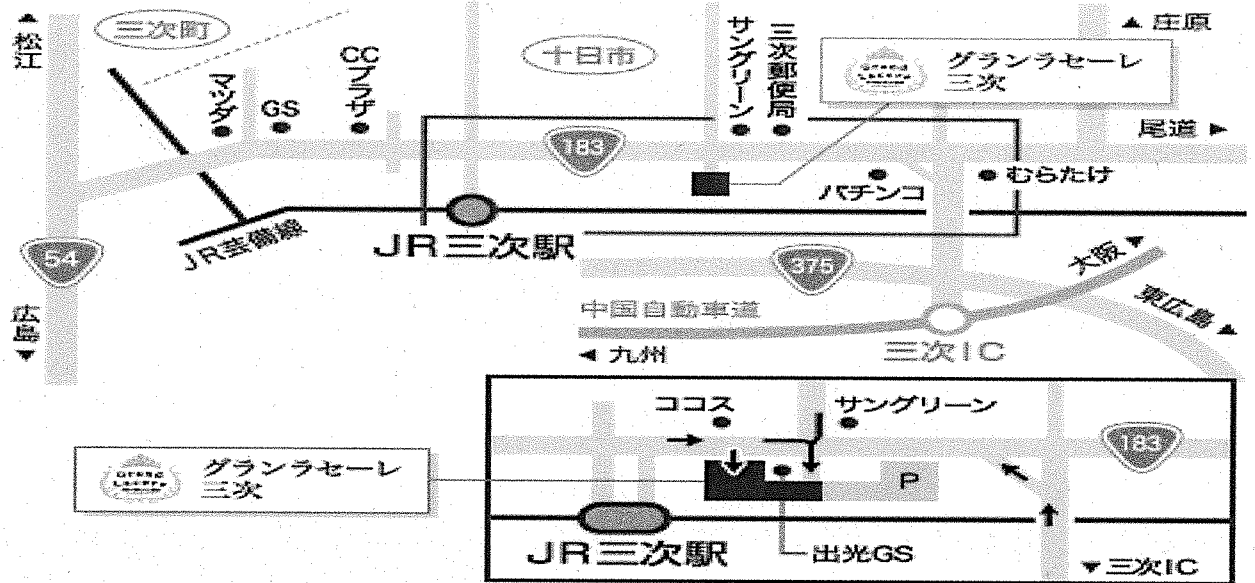 ▲
松江
三次町
マツダ
GS
CCプラザ
十日市
サングリーン
三次郵便局
▲ 庄原
グランラセーレ
三次
尾道 ▶
183
パチンコ
むらたけ
JR芸備線
JR三次駅
54
広島
▼
375
大阪 ▼
東広島 ▲
中国自動車道
◀ 九州
三次IC
ココス
サングリーン
183
グランラセーレ
三次
P
JR三次駅
出光GS
▼三次IC